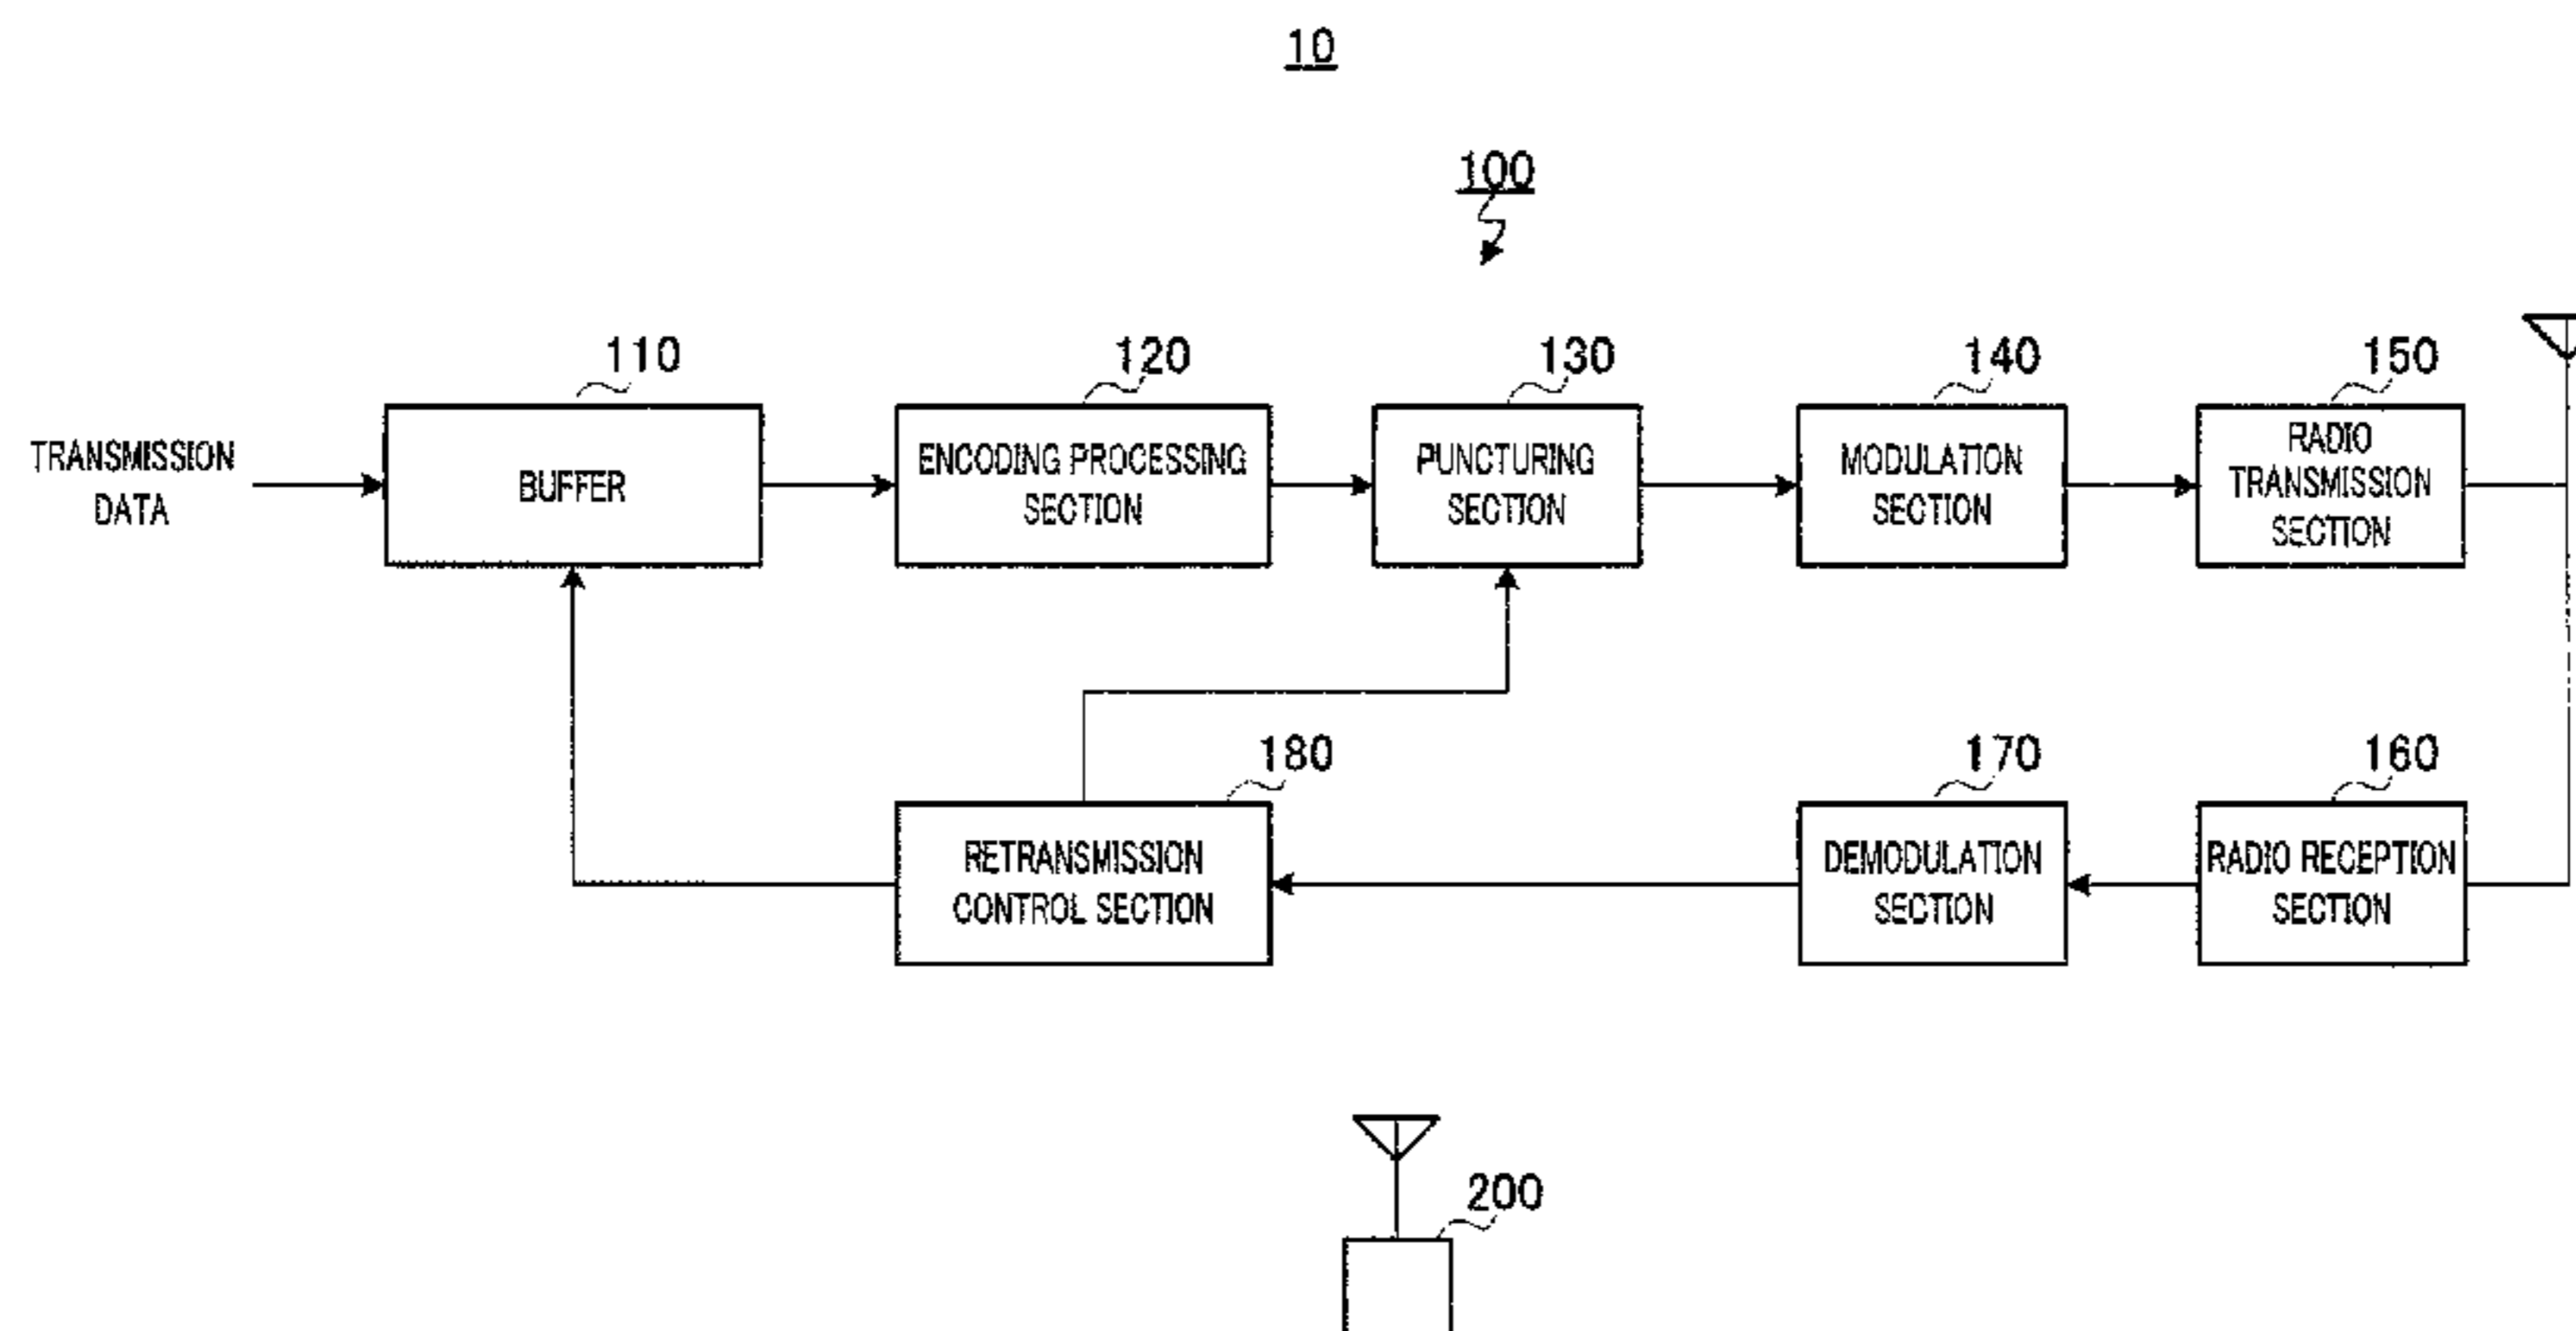 10
100
110
120
130
140
150
TRANSMISSION
DATA
BUFFER
ENCODING PROCESSING
SECTION
PUNCTURING
SECTION
MODULATION
SECTION
RADIO
TRANSMISSION
SECTION
180
170
160
RETRANSMISSION
CONTROL SECTION
DEMODULATION
SECTION
RADIO RECEPTION
SECTION
200